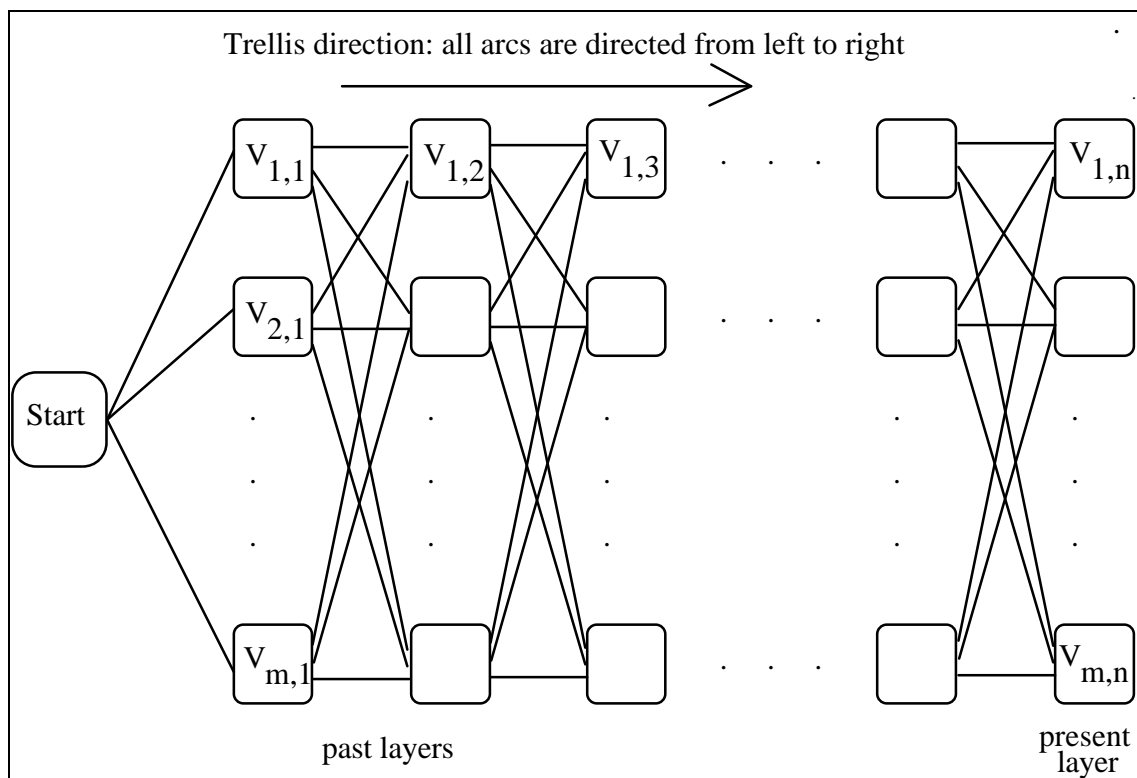 Trellis direction: all arcs are directed from left to right
V1,1
V1,2
V1,3
. . .
V1,n
V2,1
. . .
Start
Vm,1
. . .
Vm,n
past layers
present
layer